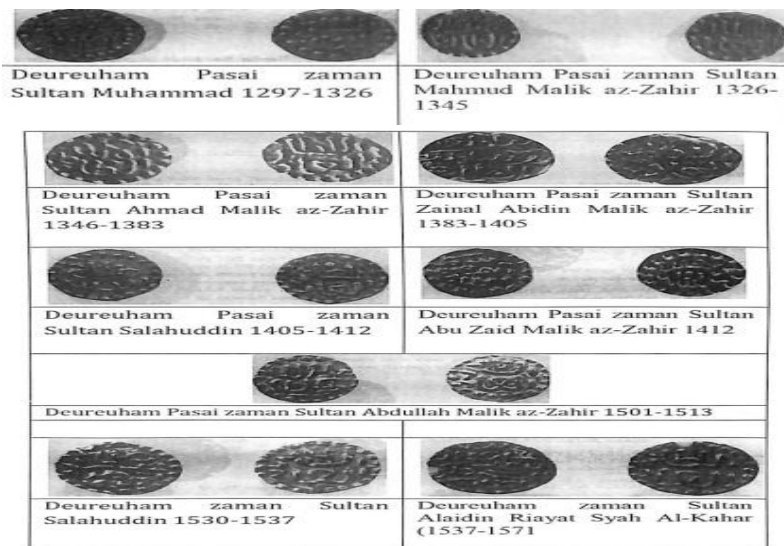 Deureuham Pasai zaman
Sultan Muhammad 1297-1326
Deureuham Pasai zaman Sultan
Mahmud Malik az-Zahir 1326-
1345
Deureuham Pasai zaman
Sultan Ahmad Malik az-Zahir
1346-1383
Deureuham Pasai zaman Sultan
Zainal Abidin Malik az-Zahir
1383-1405
Deureuham Pasai zaman
Sultan Salahuddin 1405-1412
Deureuham Pasai zaman Sultan
Abu Zaid Malik az-Zahir 1412
Deureuham Pasai zaman Sultan Abdullah Malik az-Zahir 1501-1513
Deureuham zaman Sultan
Salahuddin 1530-1537
Deureuham zaman Sultan
Alaidin Riayat Syah Al-Kahar
(1537-1571